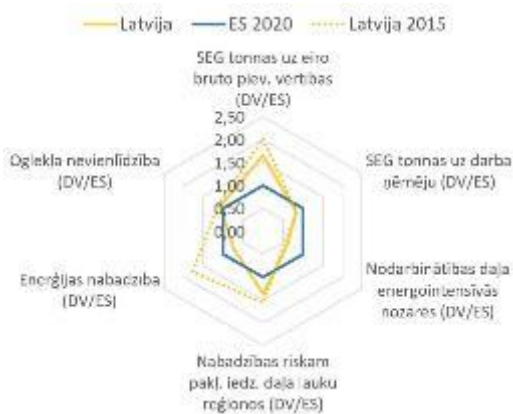 Latvija ES 2020 Latvija 2015
SEG tonnas uz eiro
bruto piev. vērtības
(DV/ES)
2,50
2,00
1,50
1,00
0,50
0,00
Oglekļa nevienlīdzība
(DV/ES)
SEG tonnas uz darba
ņēmēju (DV/ES)
Enerģijas nabadzība
(DV/ES)
Nodarbinātības daļa
energointensīvās
nozarēs (DV/ES)
Nabadzības riskam
pakļ. iedz. daļa lauku
reģionos (DV/ES)